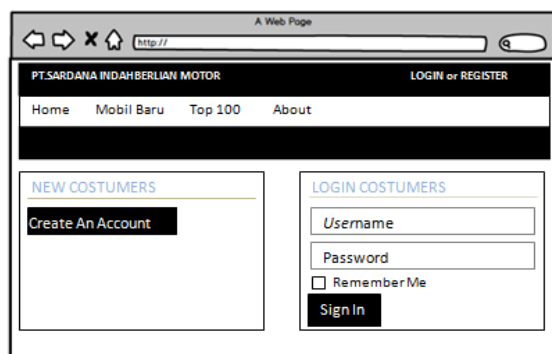 A Web Page
http://
PT.SARDANA INDAHBERLIAN MOTOR LOGIN or REGISTER
Home Mobil Baru Top 100 About
NEW COSTUMERS
Create An Account
LOGIN COSTUMERS
Username
Password
Remember Me
Sign In